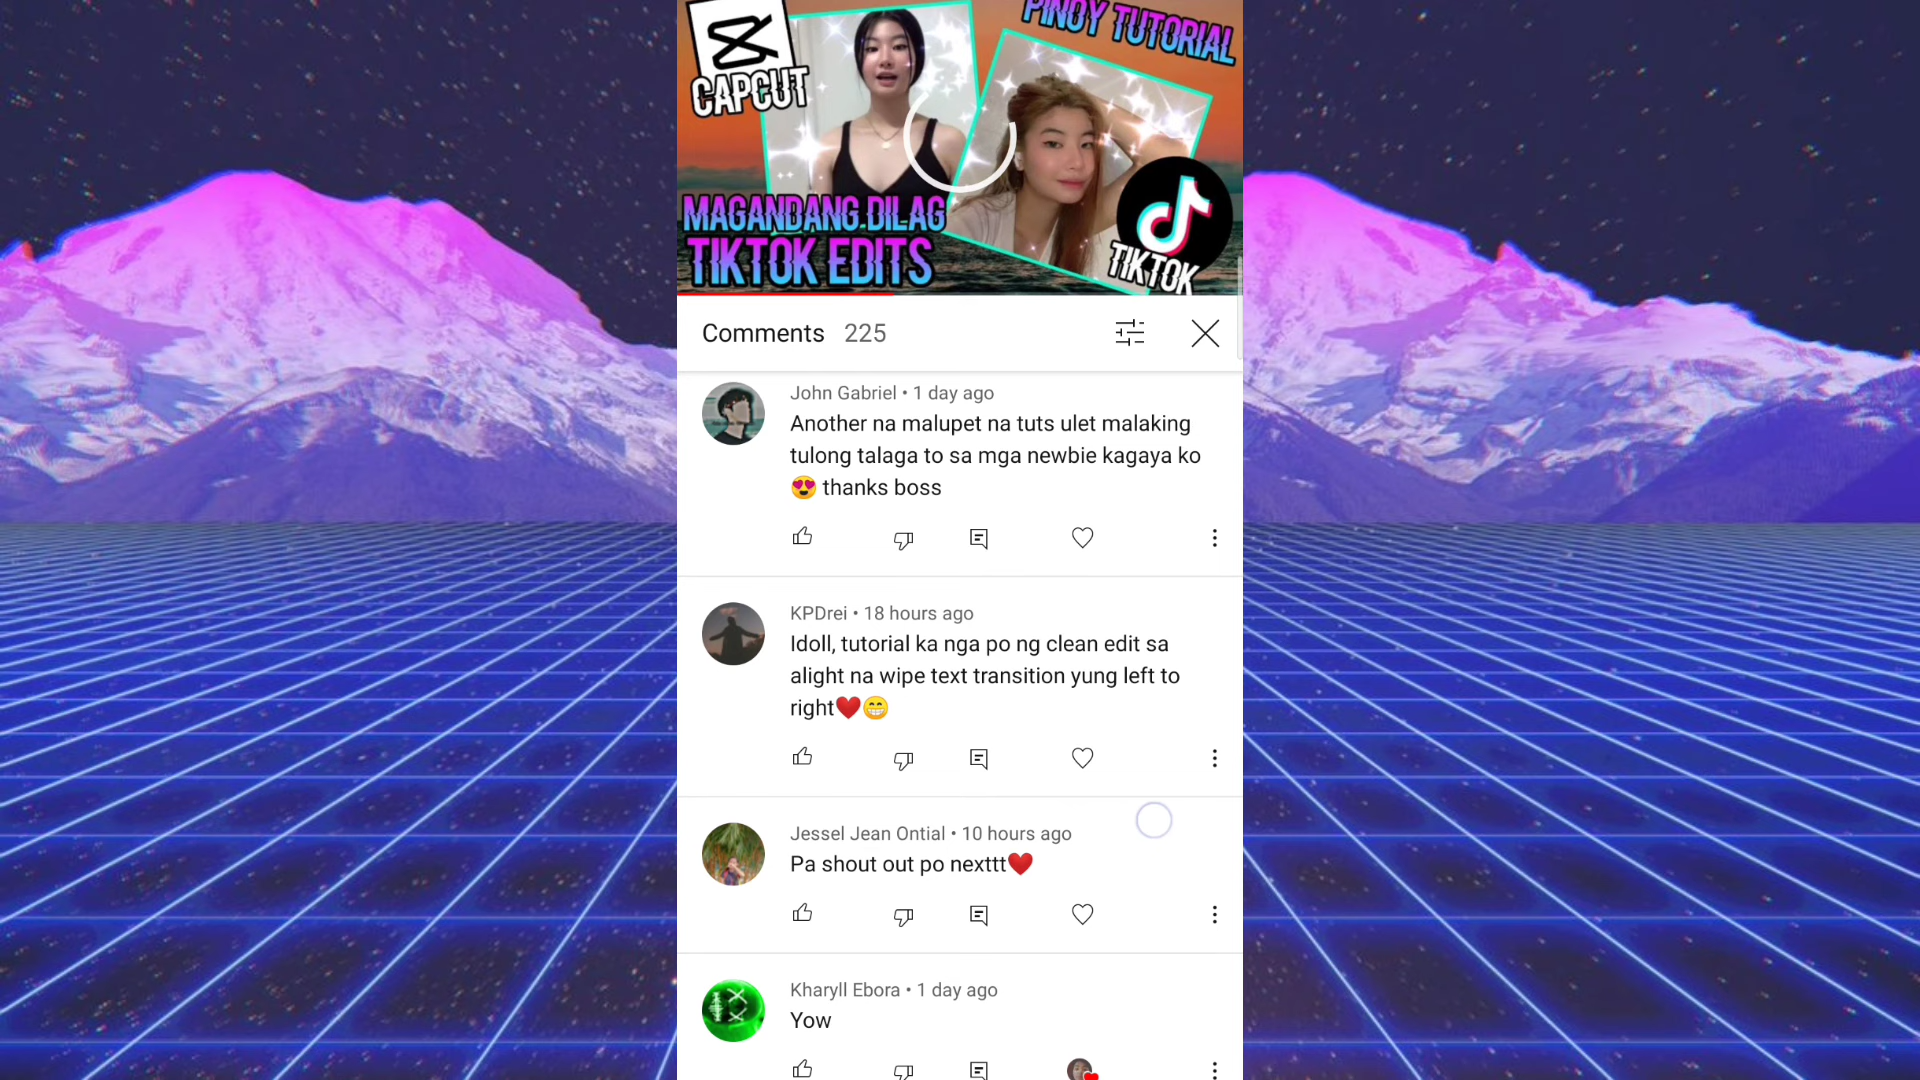 CAPCUT
PINOY TUTORIAL
MAGANDANG DILAG
TIKTOK EDITS
TIKTOK
Comments 225
John Gabriel • 1 day ago
Another na malupet na tuts ulet malaking
tulong talaga to sa mga newbie kagaya ko
😍 thanks boss
KPDrei • 18 hours ago
Idoll, tutorial ka nga po ng clean edit sa
alight na wipe text transition yung left to
right❤️😁
Jessel Jean Ontial • 10 hours ago
Pa shout out po nexttt❤️
Kharyll Ebora • 1 day ago
Yow